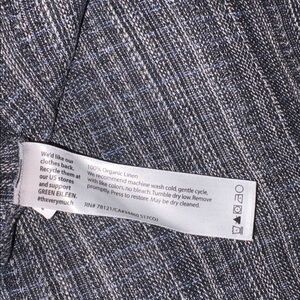 We'd like our
clothes back.
Recycle them at
our US stores
and support
GREEN EILEEN.
#thxverymuch
100% Organic Linen
We recommend machine wash cold, gentle cycle,
with like colors, no bleach. Tumble dry low. Remove
promptly. Press to restore. May be dry cleaned.